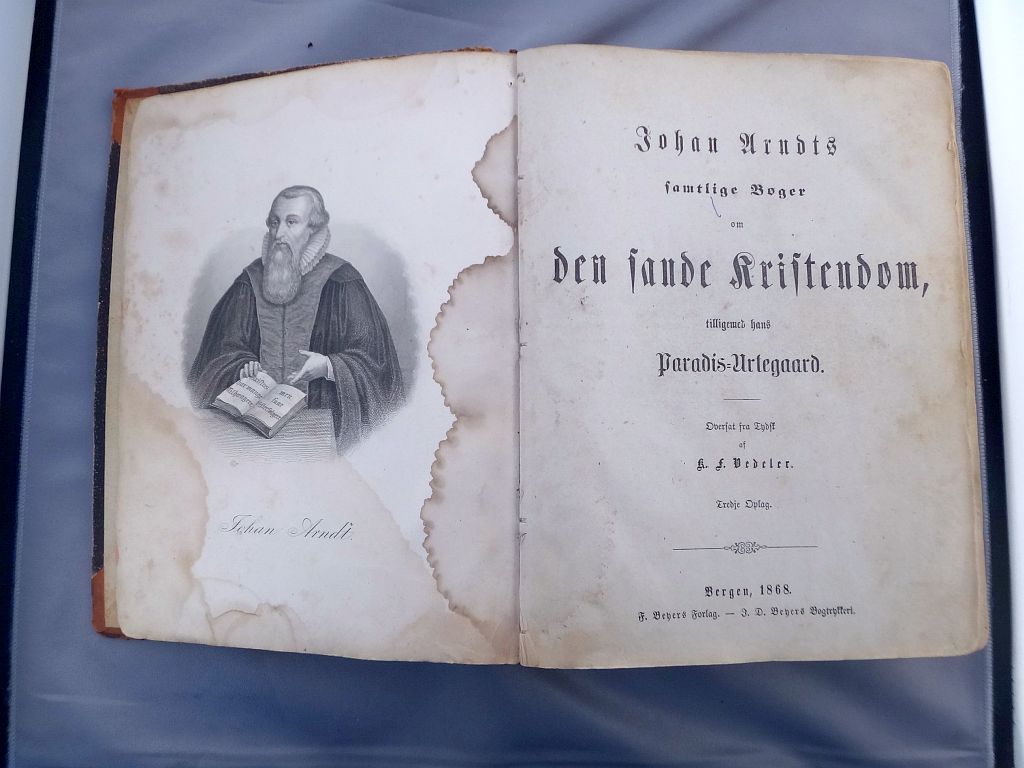 Johan Arndt.
Johan Arndts
samtlige Bøger
om
den sande Kristendom,
tilligemed hans
Paradis-Urtegaard.
Oversat fra Tydsk
af
K. F. Vedeler.
Tredje Oplag.
Bergen, 1868.
F. Beyers Forlag. — J. D. Beyers Bogtrykkeri.